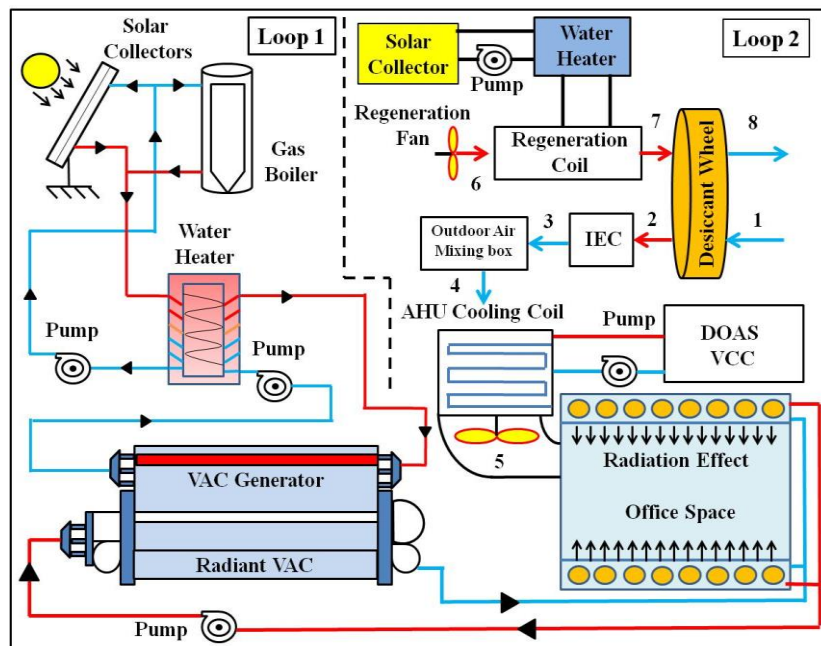 Solar
Collectors
Loop 1
Gas
Boiler
Water
Heater
Pump
Pump
VAC Generator
Radiant VAC
Pump
Loop 2
Solar
Collector
Water
Heater
Pump
Regeneration
Fan
6
Regeneration
Coil
7
8
Desiccant Wheel
Outdoor Air
Mixing box
3
IEC
2
1
4
AHU Cooling Coil
Pump
DOAS
VCC
5
Radiation Effect
Office Space